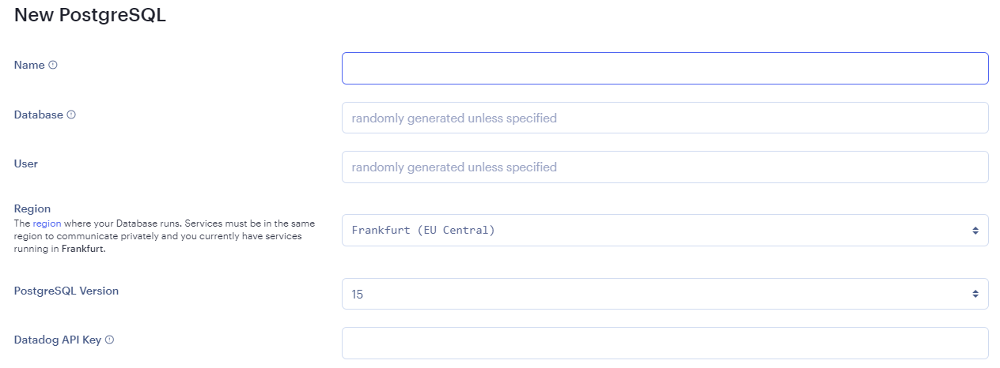 New PostgreSQL
Name
Database
randomly generated unless specified
User
randomly generated unless specified
Region
The region where your Database runs. Services must be in the same
region to communicate privately and you currently have services
running in Frankfurt.
Frankfurt (EU Central)
PostgreSQL Version
15
Datadog API Key